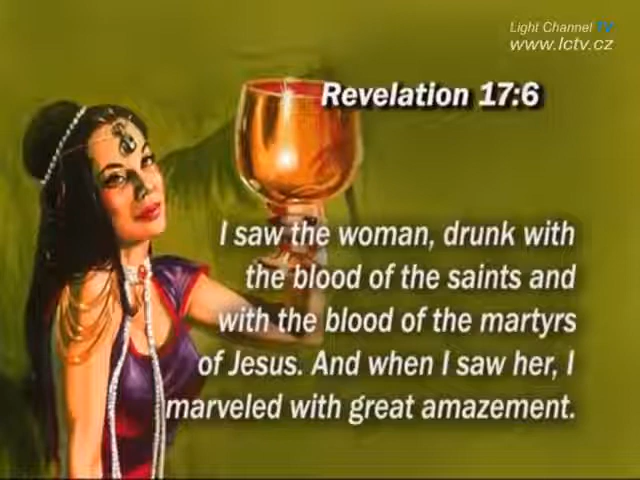 Light Channel TV
www.lctv.cz
Revelation 17:6
I saw the woman, drunk with
the blood of the saints and
with the blood of the martyrs
of Jesus. And when I saw her, I
marveled with great amazement.